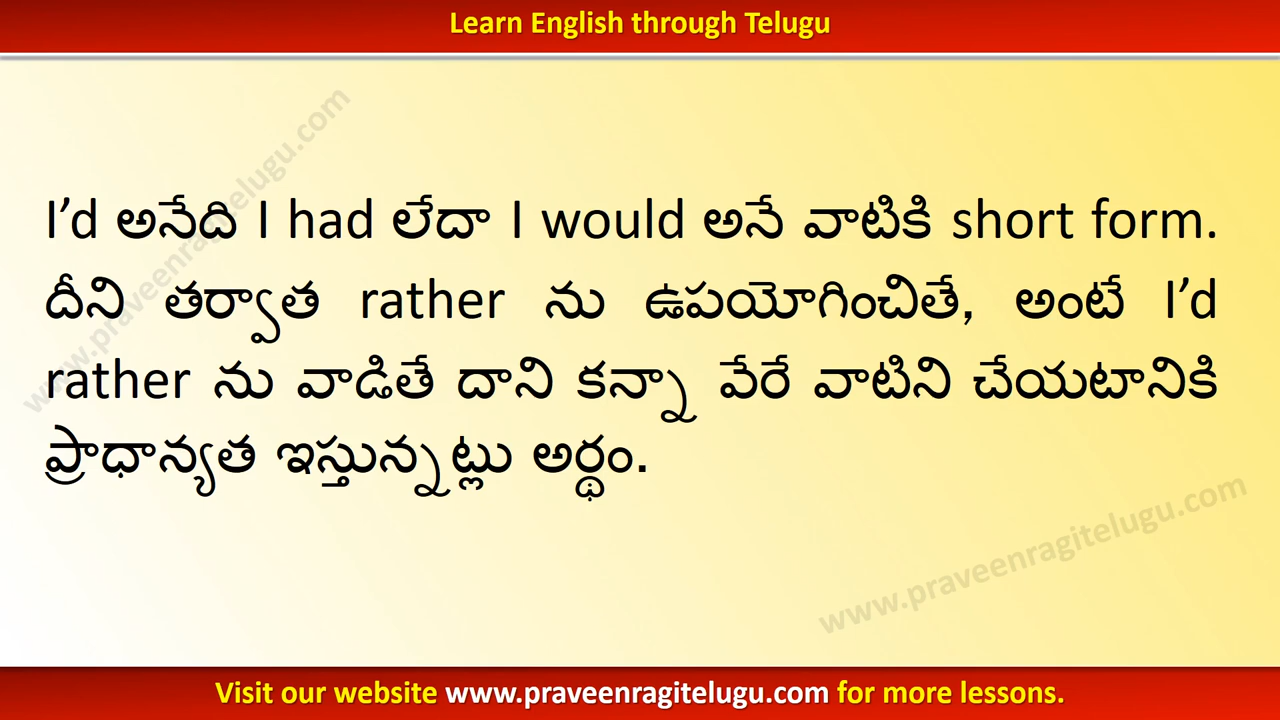 Learn English through Telugu
www.praveenragitelugu.com
I’d అనేది I had లేదా I would అనే వాటికి short form.
దీని తర్వాత rather ను ఉపయోగించితే, అంటే I’d
rather ను వాడితే దాని కన్నా వేరే వాటిని చేయటానికి
ప్రాధాన్యత ఇస్తున్నట్లు అర్థం.
www.praveenragitelugu.com
Visit our website www.praveenragitelugu.com for more lessons.